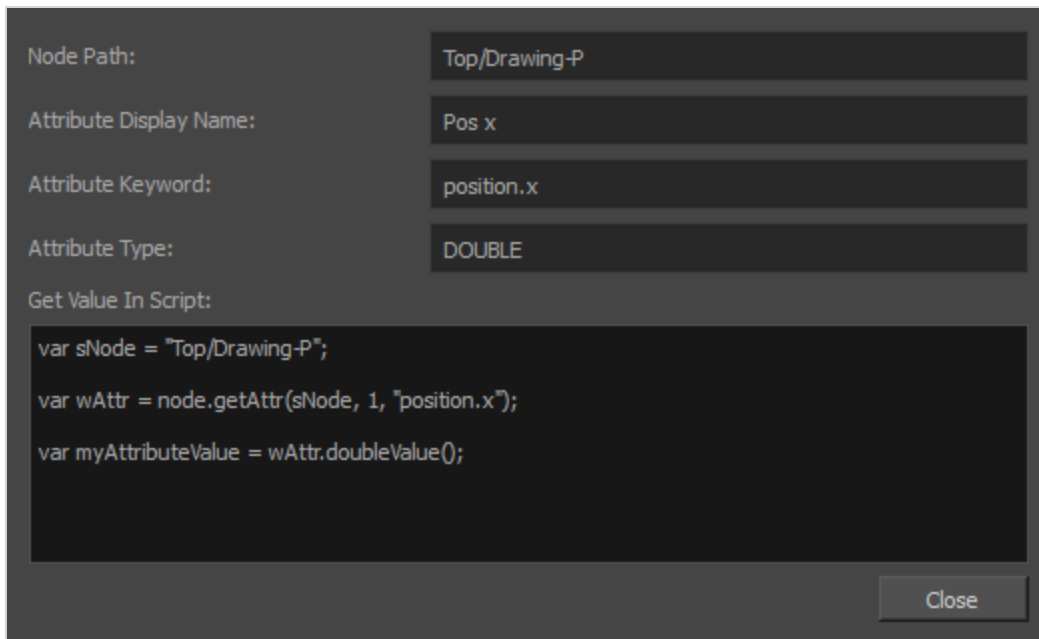 Node Path:
Top/Drawing-P
Attribute Display Name:
Pos x
Attribute Keyword:
position.x
Attribute Type:
DOUBLE
Get Value In Script:
var sNode = "Top/Drawing-P";
var wAttr = node.getAttr(sNode, 1, "position.x");
var myAttributeValue = wAttr.doubleValue();
Close